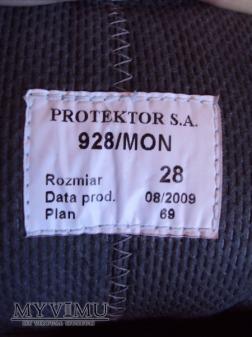 PROTEKTOR S.A.
928/MON
Rozmiar 28
Data prod. 08/2009
Plan 69
MYVIMU